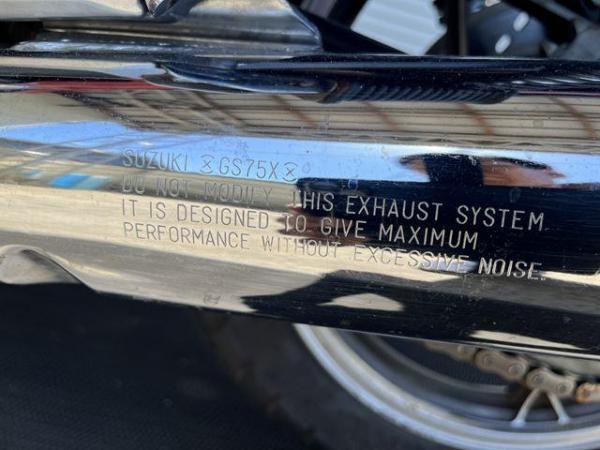 SUZUKI ※GS75X※
DO NOT MODIFY THIS EXHAUST SYSTEM
IT IS DESIGNED TO GIVE MAXIMUM
PERFORMANCE WITHOUT EXCESSIVE NOISE.